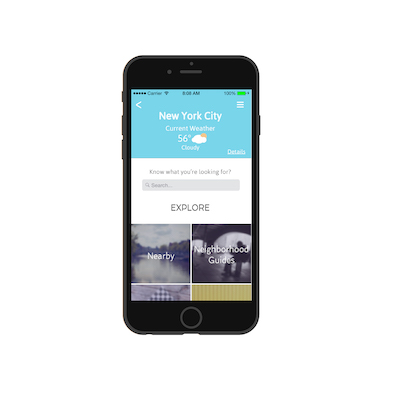 Carrier 8:08 AM 100%
New York City
Current Weather
56°
Cloudy
Details
Know what you're looking for?
Search...
EXPLORE
Nearby
Neighborhood
Guides